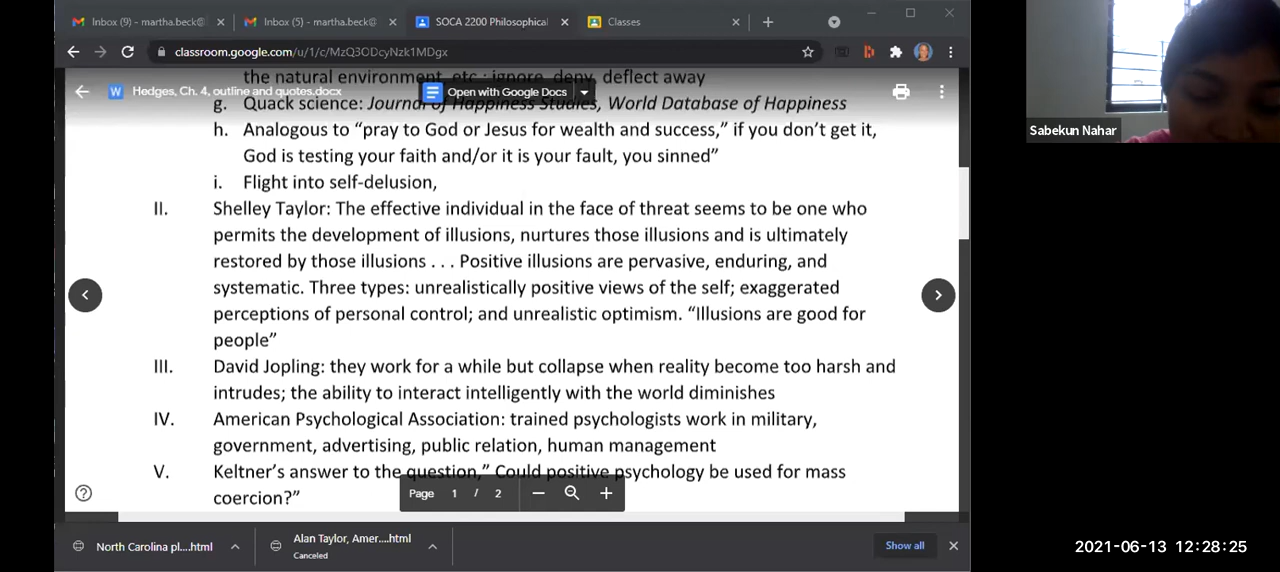 Inbox (9) - martha.beck@
Inbox (5) - martha.beck@
SOCA 2200 Philosophical
Classes
classroom.google.com/u/1/c/MzQ3ODcyNzk1MDgx
the natural environment, etc.: ignore, deny, deflect away
Hedges, Ch. 4, outline and quotes.docx
Open with Google Docs
g. Quack science: Journal of Happiness Studies, World Database of Happiness
h. Analogous to “pray to God or Jesus for wealth and success,” if you don’t get it,
God is testing your faith and/or it is your fault, you sinned”
i. Flight into self-delusion,
II. Shelley Taylor: The effective individual in the face of threat seems to be one who
permits the development of illusions, nurtures those illusions and is ultimately
restored by those illusions . . . Positive illusions are pervasive, enduring, and
systematic. Three types: unrealistically positive views of the self; exaggerated
perceptions of personal control; and unrealistic optimism. “Illusions are good for
people”
III. David Jopling: they work for a while but collapse when reality become too harsh and
intrudes; the ability to interact intelligently with the world diminishes
IV. American Psychological Association: trained psychologists work in military,
government, advertising, public relation, human management
V. Keltner’s answer to the question,” Could positive psychology be used for mass
coercion?”
Page 1 / 2
North Carolina pl....html
Alan Taylor, Amer....html
Canceled
Show all
Sabekun Nahar
2021-06-13 12:28:25